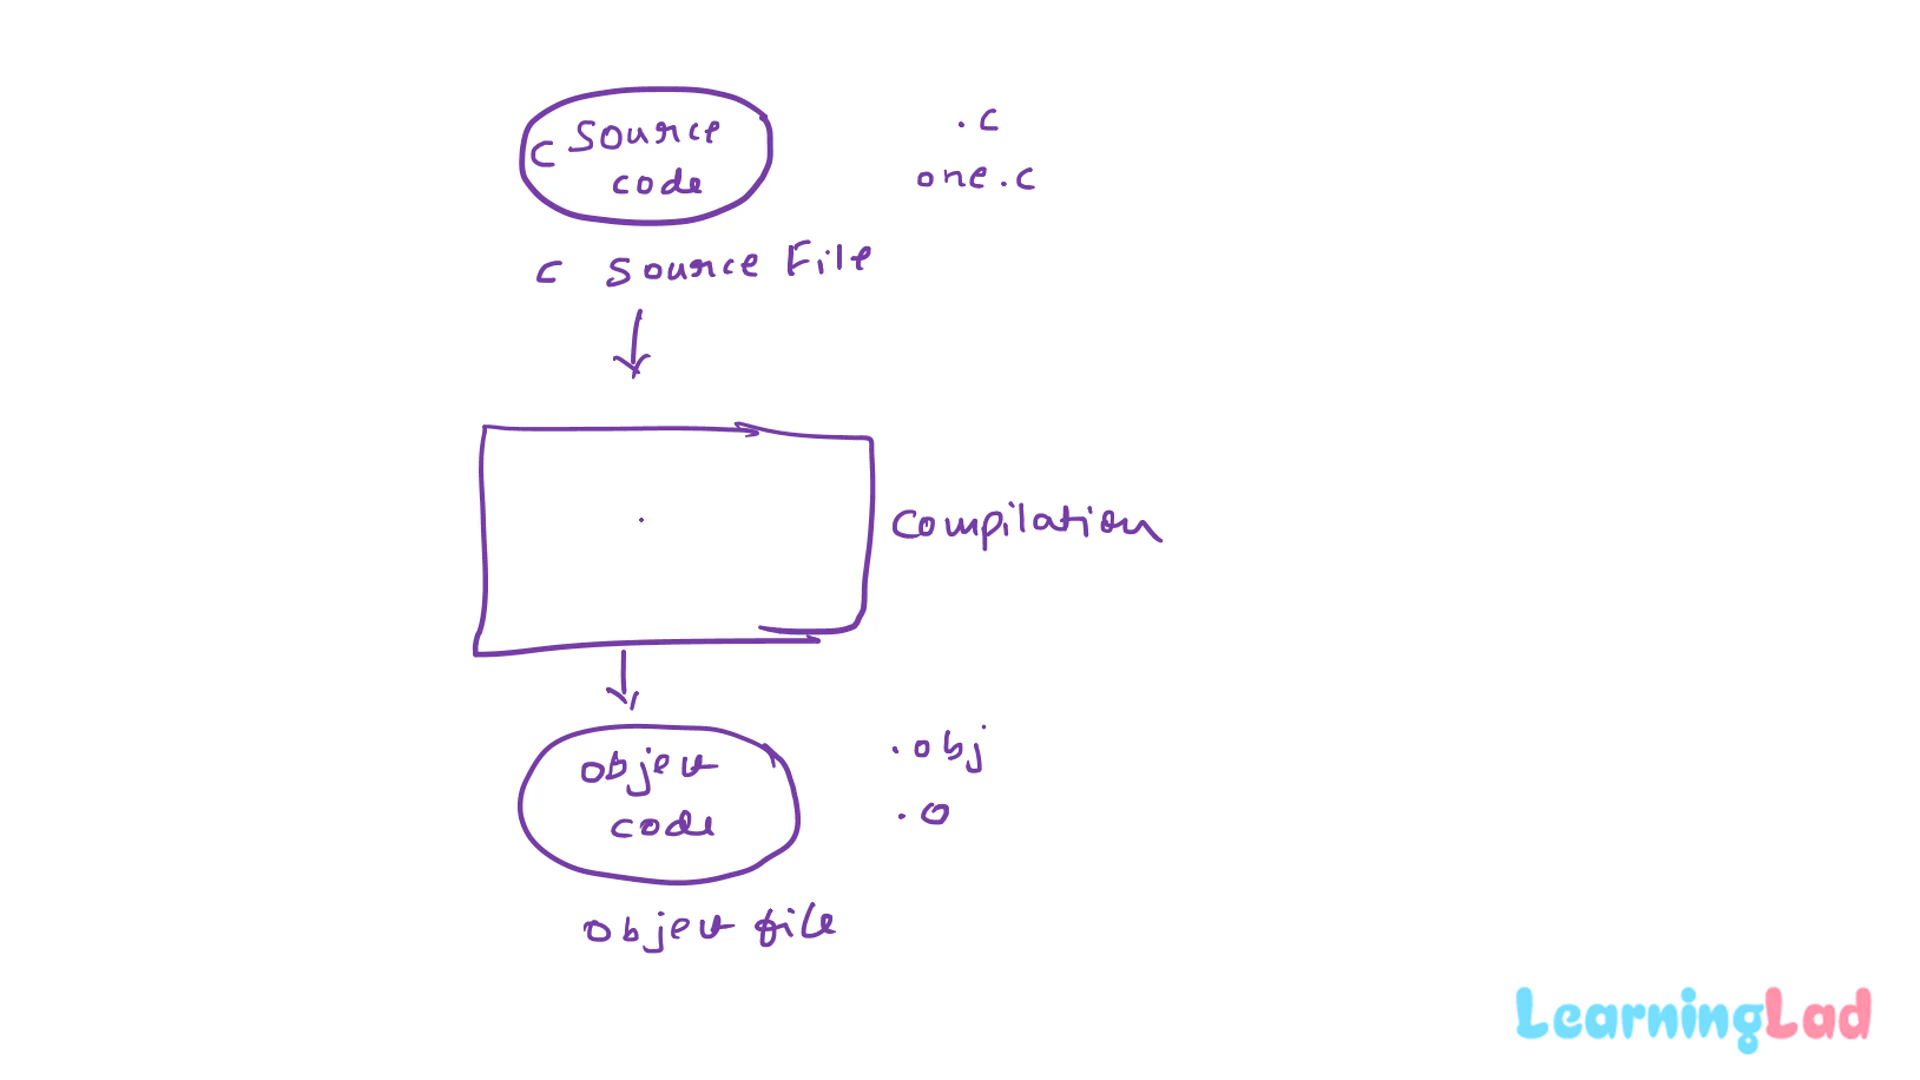 C Source
code
.c
one.c
C Source File
Compilation
object
code
.obj
.o
object file
LearningLad